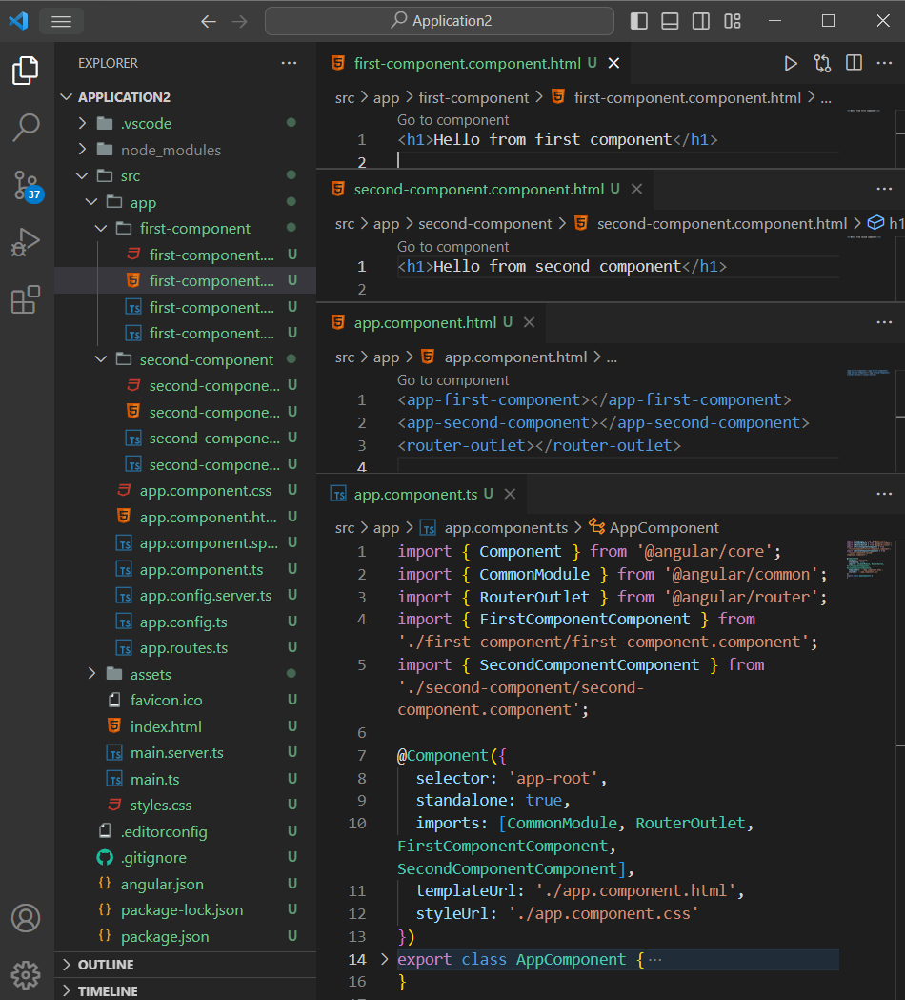 Application2
EXPLORER
APPLICATION2
.vscode
node_modules
src
app
first-component
first-component.... U
first-component.... U
first-component.... U
first-component.... U
second-component
second-compone... U
second-compone... U
second-compone... U
second-compone... U
app.component.css U
app.component.ht... U
app.component.sp... U
app.component.ts U
app.config.server.ts U
app.config.ts U
app.routes.ts U
assets
favicon.ico U
index.html U
main.server.ts U
main.ts U
styles.css U
.editorconfig U
.gitignore U
angular.json U
package-lock.json U
package.json U
OUTLINE
TIMELINE
37
first-component.component.html U
src > app > first-component > first-component.component.html > ...
Go to component
1 <h1>Hello from first component</h1>
2
second-component.component.html U
src > app > second-component > second-component.component.html > h1
Go to component
1 <h1>Hello from second component</h1>
2
app.component.html U
src > app > app.component.html > ...
Go to component
1 <app-first-component></app-first-component>
2 <app-second-component></app-second-component>
3 <router-outlet></router-outlet>
4
app.component.ts U
src > app > app.component.ts > AppComponent
1 import { Component } from '@angular/core';
2 import { CommonModule } from '@angular/common';
3 import { RouterOutlet } from '@angular/router';
4 import { FirstComponentComponent } from
'./first-component/first-component.component';
5 import { SecondComponentComponent } from
'./second-component/second-
component.component';
6
7 @Component({
8 selector: 'app-root',
9 standalone: true,
10 imports: [CommonModule, RouterOutlet,
FirstComponentComponent,
SecondComponentComponent],
11 templateUrl: './app.component.html',
12 styleUrl: './app.component.css'
13 })
14 export class AppComponent {...
16 }